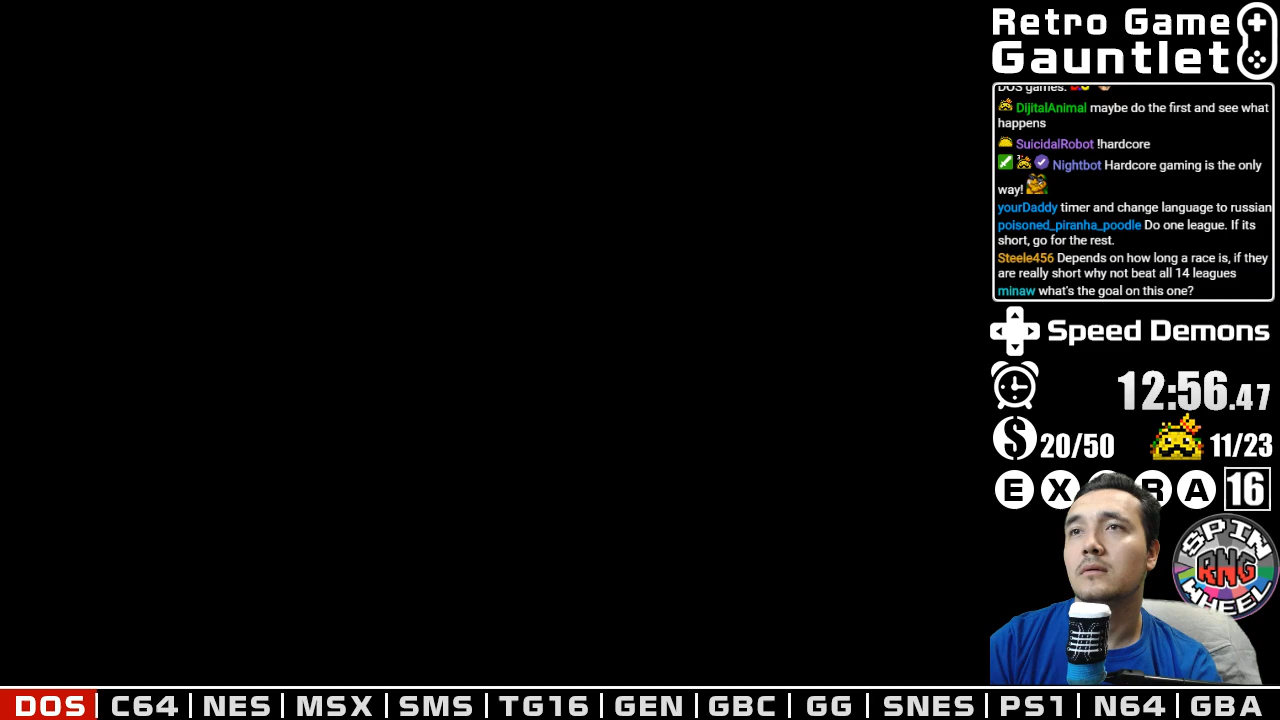 Retro Game
Gauntlet
DOS games.
DijitalAnimal maybe do the first and see what
happens
SuicidalRobot !hardcore
Nightbot Hardcore gaming is the only
way!
yourDaddy timer and change language to russian
poisoned_piranha_poodle Do one league. If its
short, go for the rest.
Steele456 Depends on how long a race is, if they
are really short why not beat all 14 leagues
minaw what's the goal on this one?
Speed Demons
12:56.47
$ 20/50 11/23
E X R A 16
SPIN
RNG
WHEEL
DOS | C64 | NES | MSX | SMS | TG16 | GEN | GBC | GG | SNES | PS1 | N64 | GBA